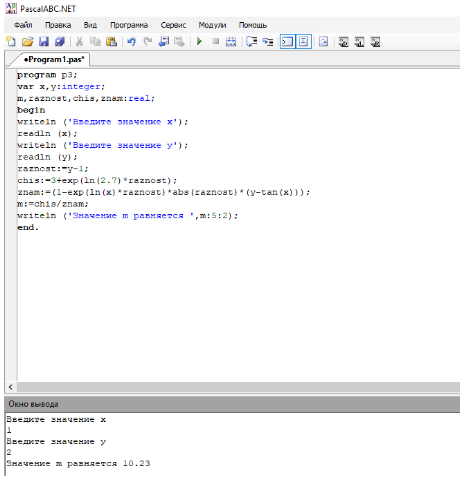 PascalABC.NET
Файл Правка Вид Программа Сервис Модули Помощь
•Program1.pas*
program p3;
var x,y:integer;
m,raznost,chis,znam:real;
begin
writeln ('Введите значение x');
readln (x);
writeln ('Введите значение y');
readln (y);
raznost:=y-1;
chis:=3+exp(ln(2.7)*raznost);
znam:=(1-exp(ln(x)*raznost)*abs(raznost)*(y-tan(x)));
m:=chis/znam;
writeln ('Значение m равняется ',m:5:2);
end.
Окно вывода
Введите значение x
1
Введите значение y
2
Значение m равняется 10.23